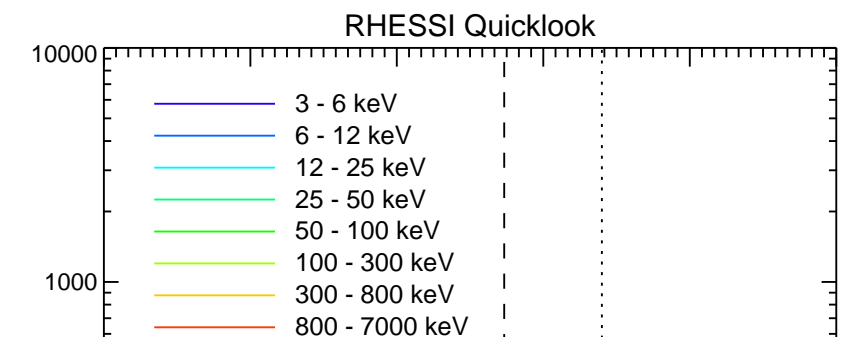 RHESSI Quicklook
10000
3 - 6 keV
6 - 12 keV
12 - 25 keV
25 - 50 keV
50 - 100 keV
100 - 300 keV
1000
300 - 800 keV
800 - 7000 keV